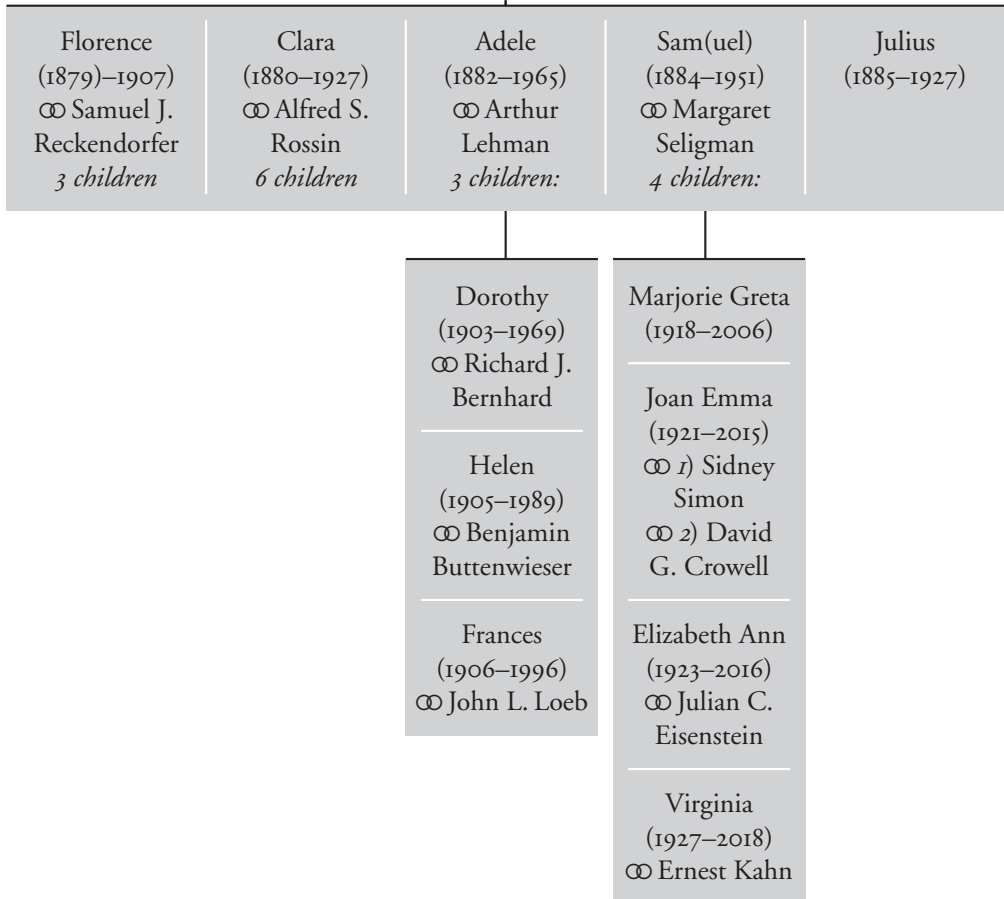 Florence
(1879)–1907)
⚭ Samuel J.
Reckendorfer
3 children
Clara
(1880–1927)
⚭ Alfred S.
Rossin
6 children
Adele
(1882–1965)
⚭ Arthur
Lehman
3 children:
Sam(uel)
(1884–1951)
⚭ Margaret
Seligman
4 children:
Julius
(1885–1927)
Dorothy
(1903–1969)
⚭ Richard J.
Bernhard
Helen
(1905–1989)
⚭ Benjamin
Buttenwieser
Frances
(1906–1996)
⚭ John L. Loeb
Marjorie Greta
(1918–2006)
Joan Emma
(1921–2015)
⚭ 1) Sidney
Simon
⚭ 2) David
G. Crowell
Elizabeth Ann
(1923–2016)
⚭ Julian C.
Eisenstein
Virginia
(1927–2018)
⚭ Ernest Kahn